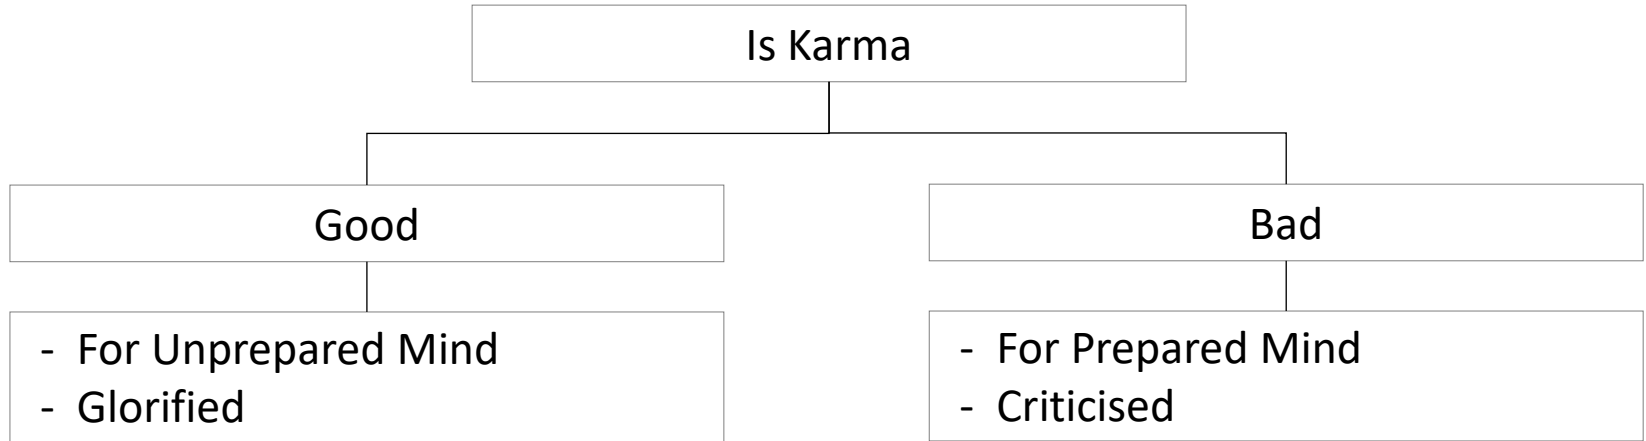 Is Karma
Good
Bad
- For Unprepared Mind
- Glorified
- For Prepared Mind
- Criticised